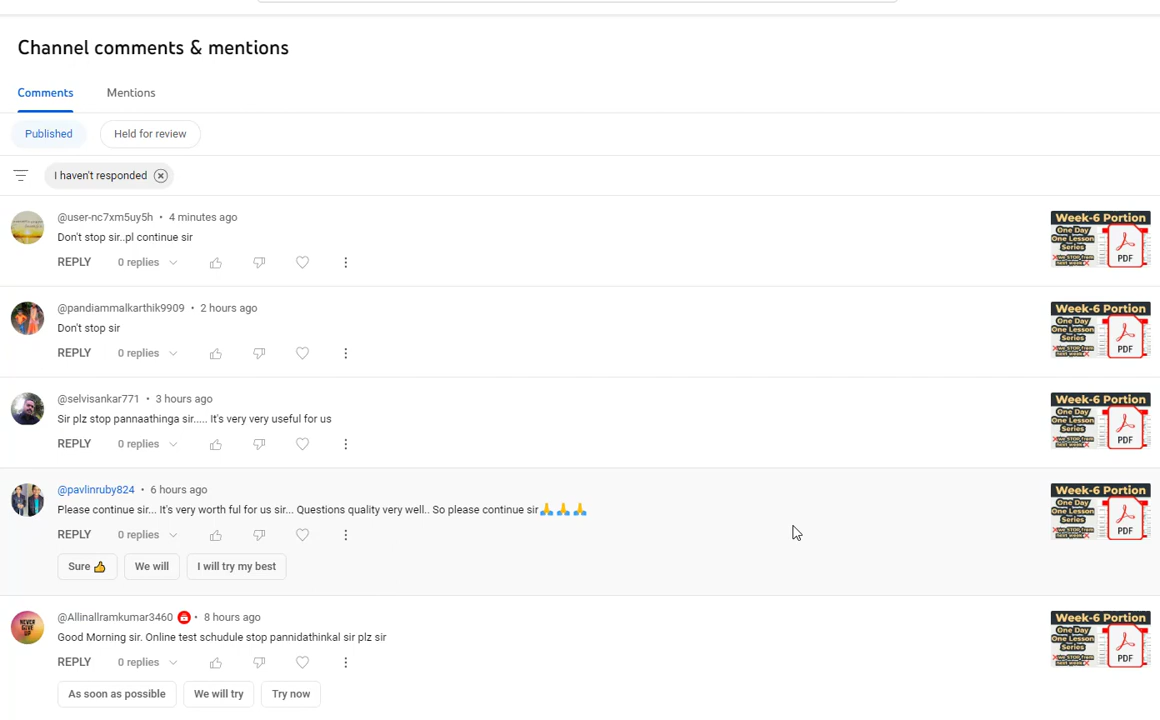 Channel comments & mentions
Comments Mentions
Published Held for review
I haven't responded
@user-nc7xm5uy5h • 4 minutes ago
Don't stop sir..pl continue sir
REPLY 0 replies
Week-6 Portion
One Day
One Lesson
Series
PDF
@pandiammalkarthik9909 • 2 hours ago
Don't stop sir
REPLY 0 replies
Week-6 Portion
One Day
One Lesson
Series
PDF
@selvisankar771 • 3 hours ago
Sir plz stop pannaathinga sir..... It's very very useful for us
REPLY 0 replies
Week-6 Portion
One Day
One Lesson
Series
PDF
@pavlinruby824 • 6 hours ago
Please continue sir... It's very worth ful for us sir... Questions quality very well.. So please continue sir🙏🙏🙏
REPLY 0 replies
Sure 👍 We will I will try my best
Week-6 Portion
One Day
One Lesson
Series
PDF
NEVER
GIVE
UP
@Allinallramkumar3460 • 8 hours ago
Good Morning sir. Online test schudule stop pannidathinkal sir plz sir
REPLY 0 replies
As soon as possible We will try Try now
Week-6 Portion
One Day
One Lesson
Series
PDF